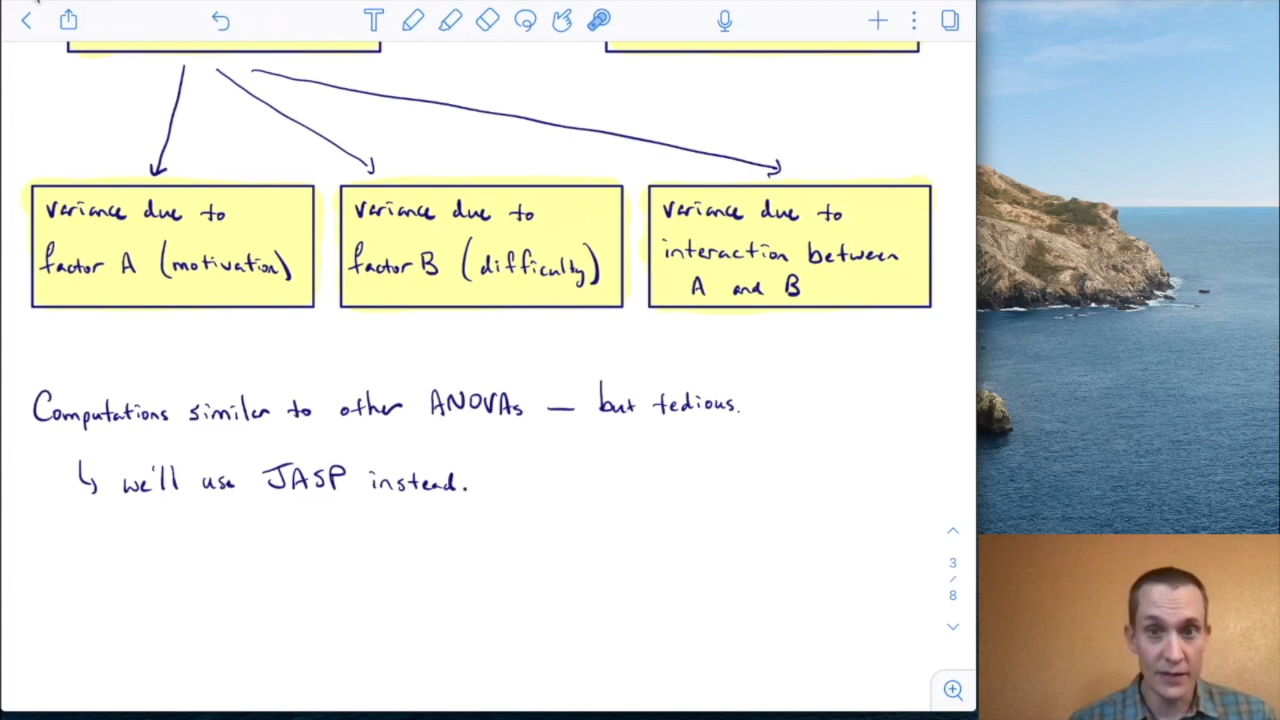 variance due to
factor A (motivation)
variance due to
factor B (difficulty)
variance due to
interaction between
A and B
Computations similar to other ANOVAs — but tedious.
↳ we'll use JASP instead.
3
/
8